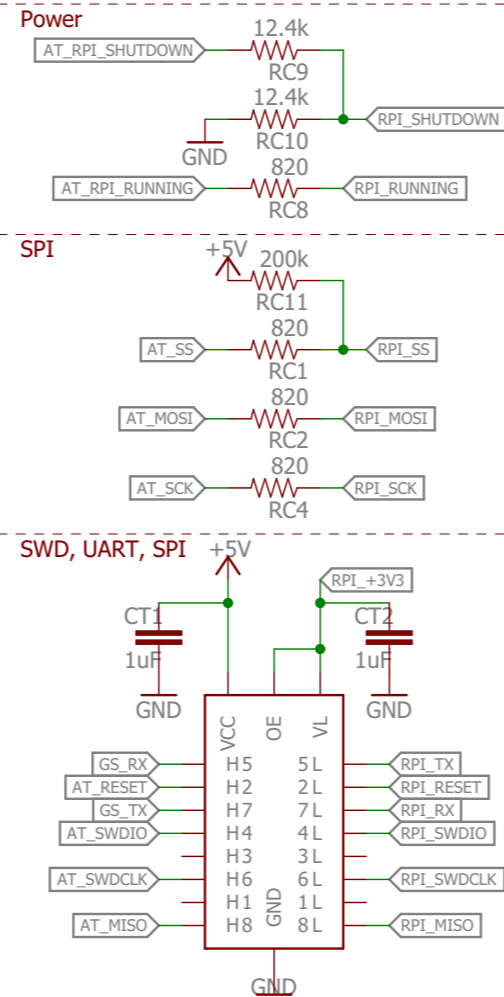 Power
12.4k
AT_RPI_SHUTDOWN
RC9
12.4k
RPI_SHUTDOWN
RC10
GND
820
AT_RPI_RUNNING RPI_RUNNING
RC8
SPI
+5V 200k
RC11
820
AT_SS RPI_SS
RC1
820
AT_MOSI RPI_MOSI
RC2
820
AT_SCK RPI_SCK
RC4
SWD, UART, SPI +5V
RPI_+3V3
CT1 CT2
1uF 1uF
GND GND
VCC OE VL
GS_RX H5 5L RPI_TX
AT_RESET H2 2L RPI_RESET
GS_TX H7 7L RPI_RX
AT_SWDIO H4 4L RPI_SWDIO
H3 3L
AT_SWDCLK H6 6L RPI_SWDCLK
H1 GND 1L
AT_MISO H8 8L RPI_MISO
GND